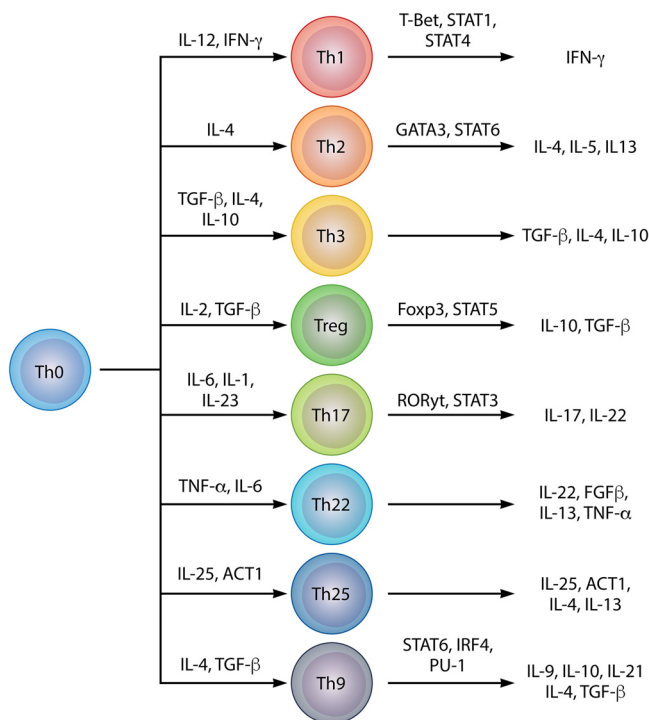 IL-12, IFN-γ
Th1
T-Bet, STAT1,
STAT4
IFN-γ
IL-4
Th2
GATA3, STAT6
IL-4, IL-5, IL13
TGF-β, IL-4,
IL-10
Th3
TGF-β, IL-4, IL-10
IL-2, TGF-β
Treg
Foxp3, STAT5
IL-10, TGF-β
Th0
IL-6, IL-1,
IL-23
Th17
RORyt, STAT3
IL-17, IL-22
TNF-α, IL-6
Th22
IL-22, FGFβ,
IL-13, TNF-α
IL-25, ACT1
Th25
IL-25, ACT1,
IL-4, IL-13
IL-4, TGF-β
Th9
STAT6, IRF4,
PU-1
IL-9, IL-10, IL-21
IL-4, TGF-β